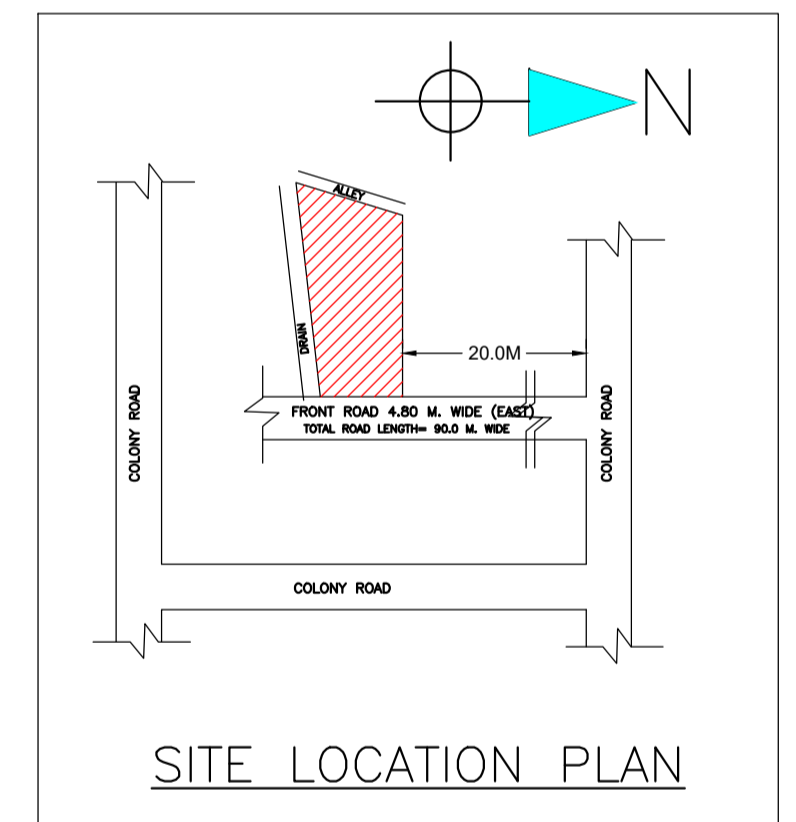 N
ALLEY
DRAIN
20.0M
COLONY ROAD
FRONT ROAD 4.80 M. WIDE (EAST)
TOTAL ROAD LENGTH= 90.0 M. WIDE
COLONY ROAD
COLONY ROAD
SITE LOCATION PLAN